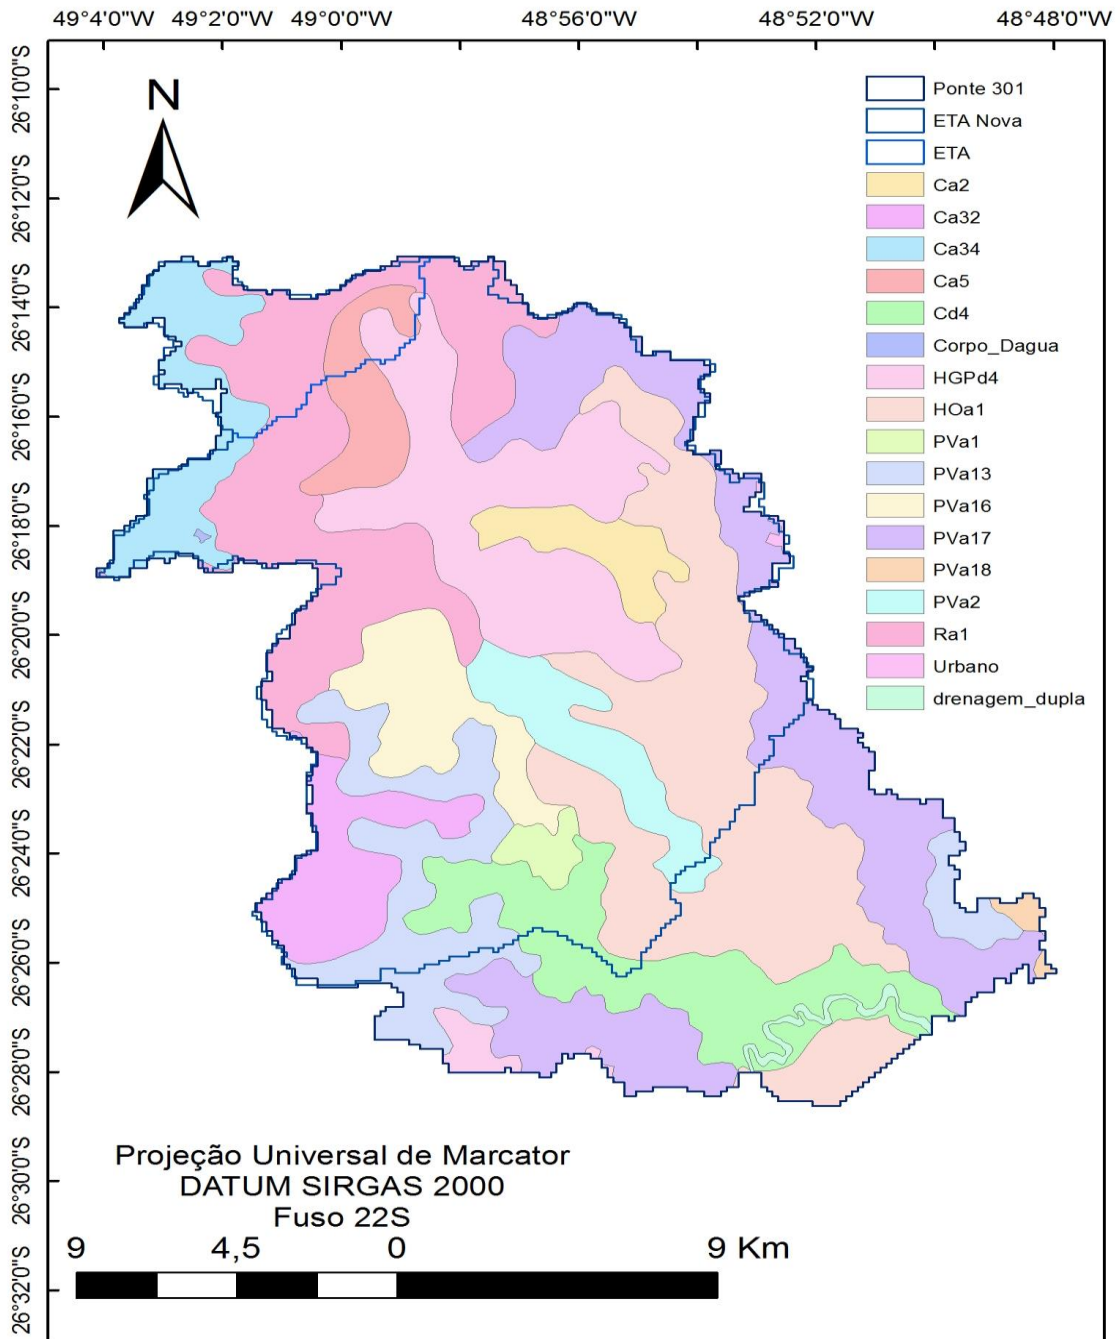 49°4'0"W 49°2'0"W 49°0'0"W 48°56'0"W 48°52'0"W 48°48'0"W
26°10'0"S
26°12'0"S
26°14'0"S
26°16'0"S
26°18'0"S
26°20'0"S
26°22'0"S
26°24'0"S
26°26'0"S
26°28'0"S
26°30'0"S
26°32'0"S
N
Ponte 301
ETA Nova
ETA
Ca2
Ca32
Ca34
Ca5
Cd4
Corpo_Dagua
HGPd4
HOa1
PVa1
PVa13
PVa16
PVa17
PVa18
PVa2
Ra1
Urbano
drenagem_dupla
Projeção Universal de Marcator
DATUM SIRGAS 2000
Fuso 22S
9 4,5 0 9 Km